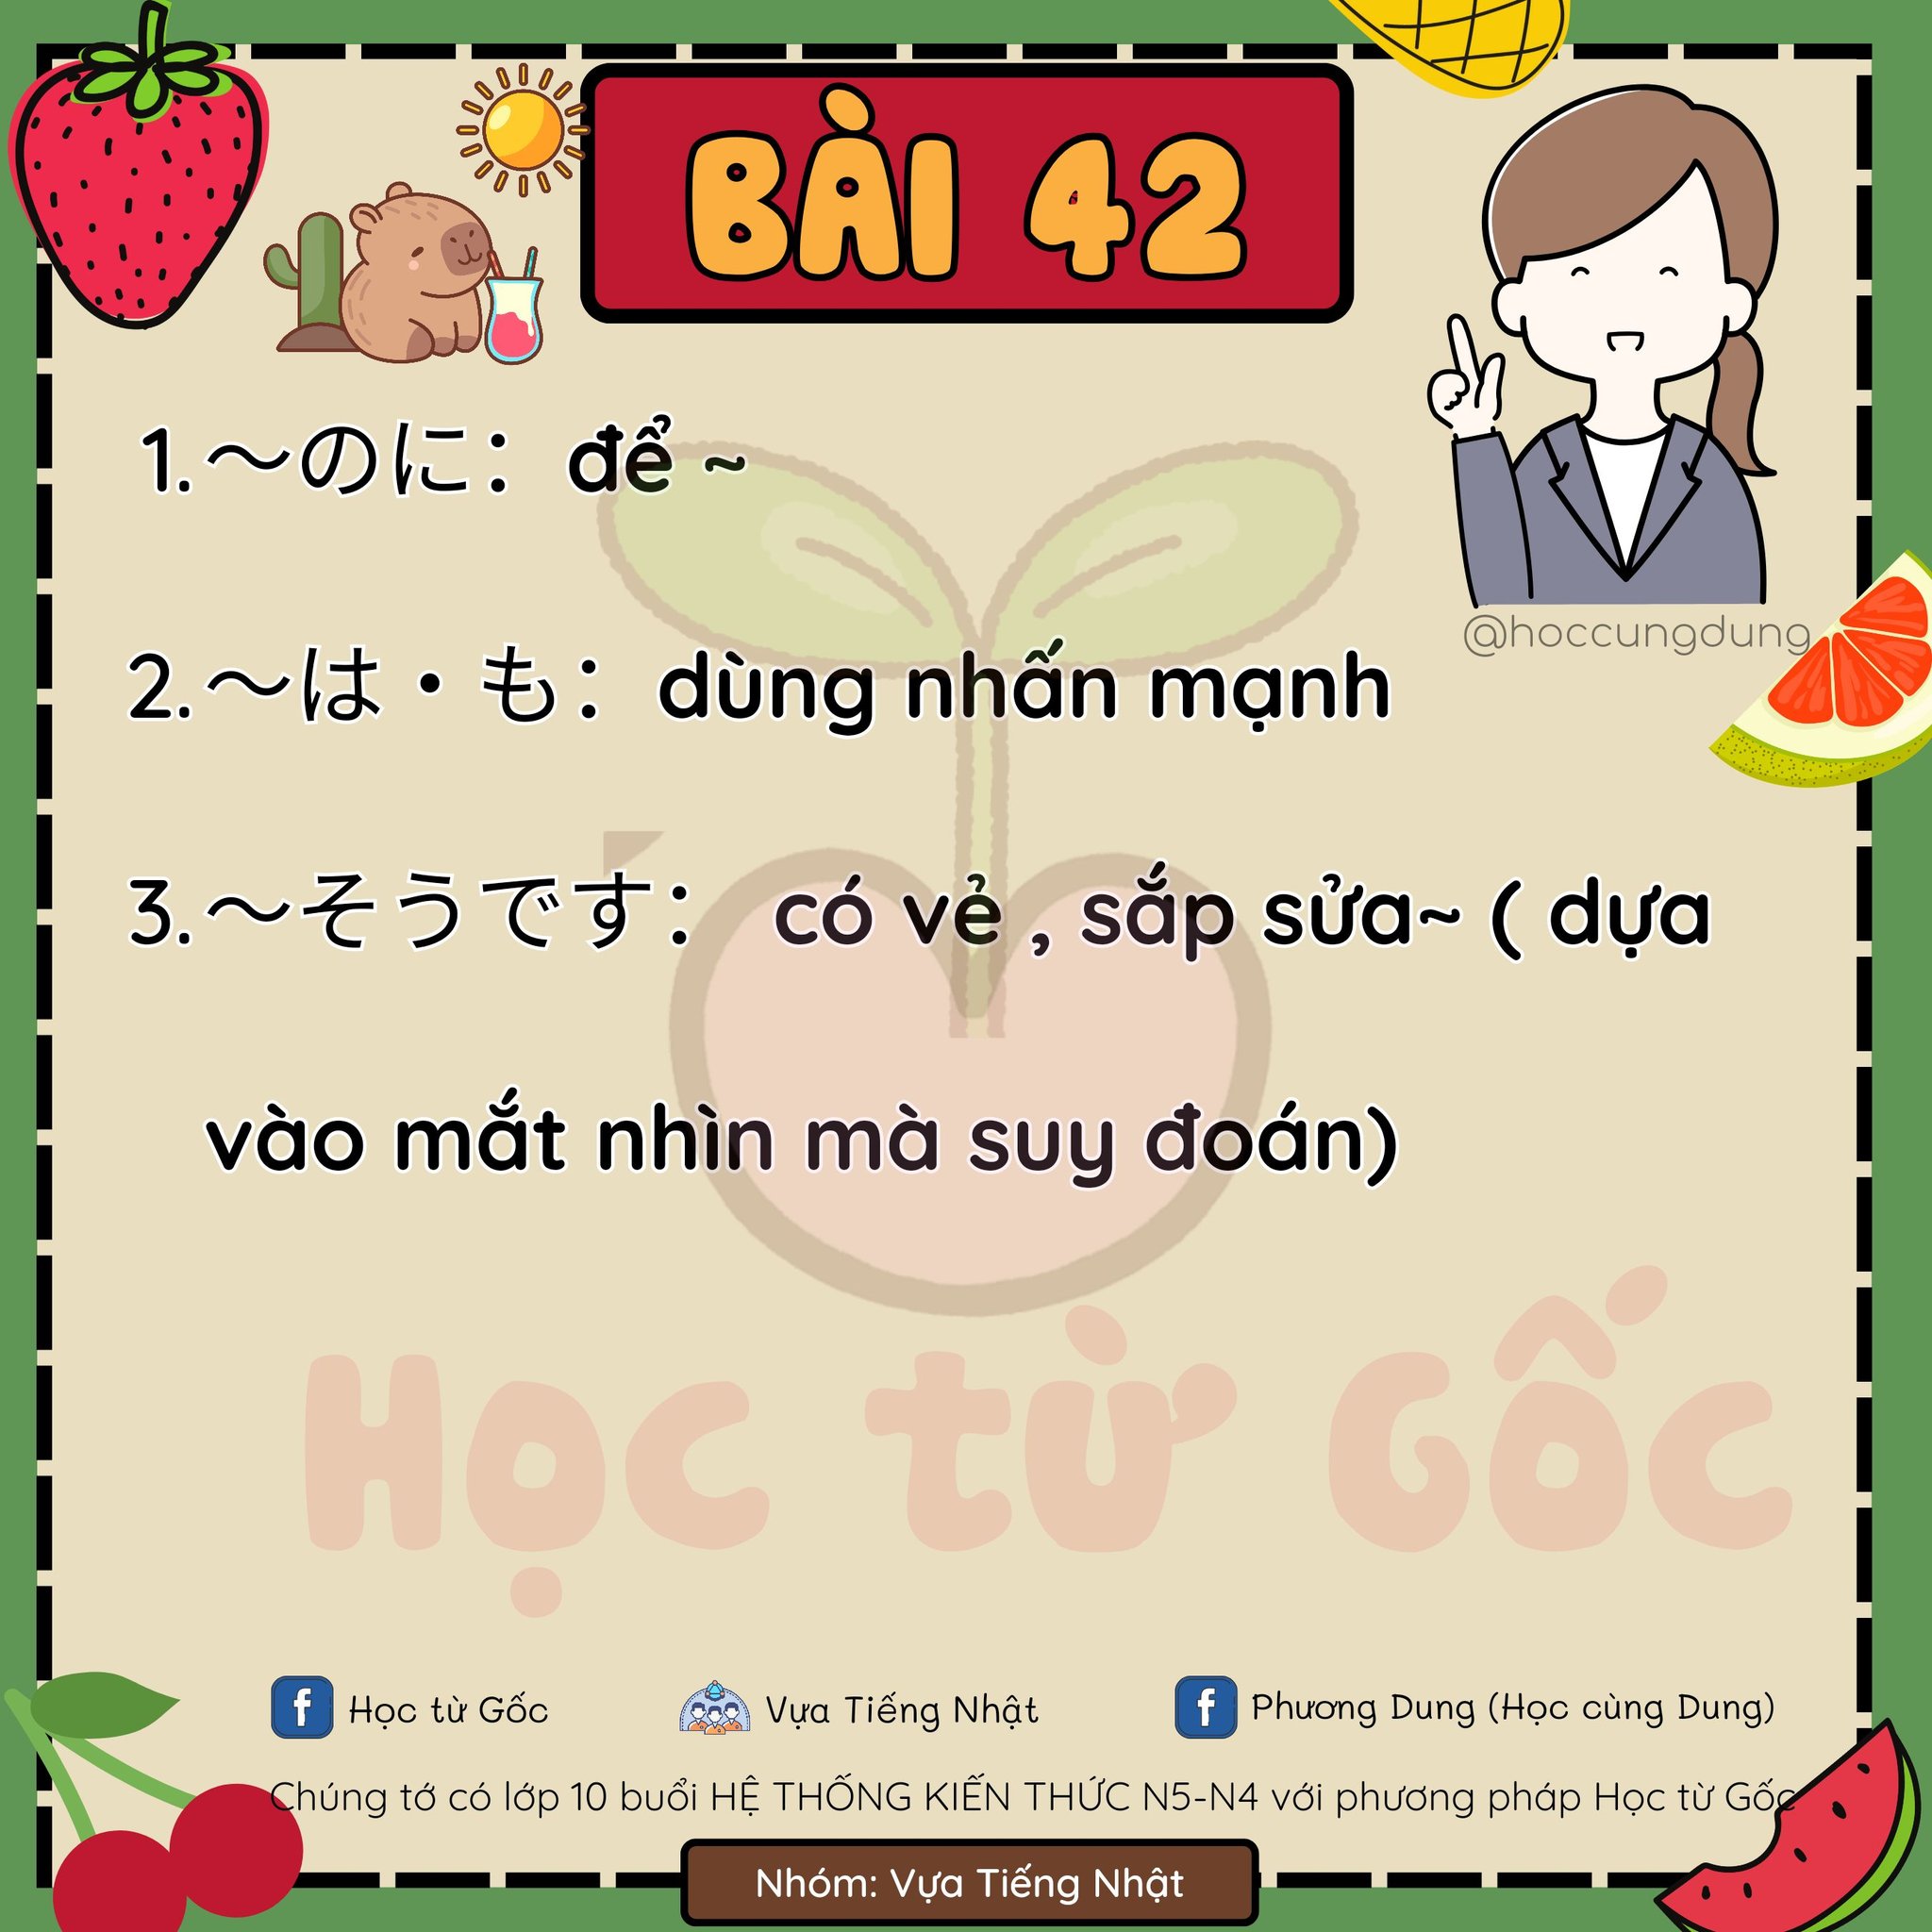 BÀI 42
1.〜のに：để ~
@hoccungdung
2.〜は・も：dùng nhấn mạnh
3.〜そうです： có vẻ , sắp sửa~ ( dựa
vào mắt nhìn mà suy đoán)
Học từ Gốc
Học từ Gốc
Vựa Tiếng Nhật
Phương Dung (Học cùng Dung)
Chúng tớ có lớp 10 buổi HỆ THỐNG KIẾN THỨC N5-N4 với phương pháp Học từ Gốc
Nhóm: Vựa Tiếng Nhật